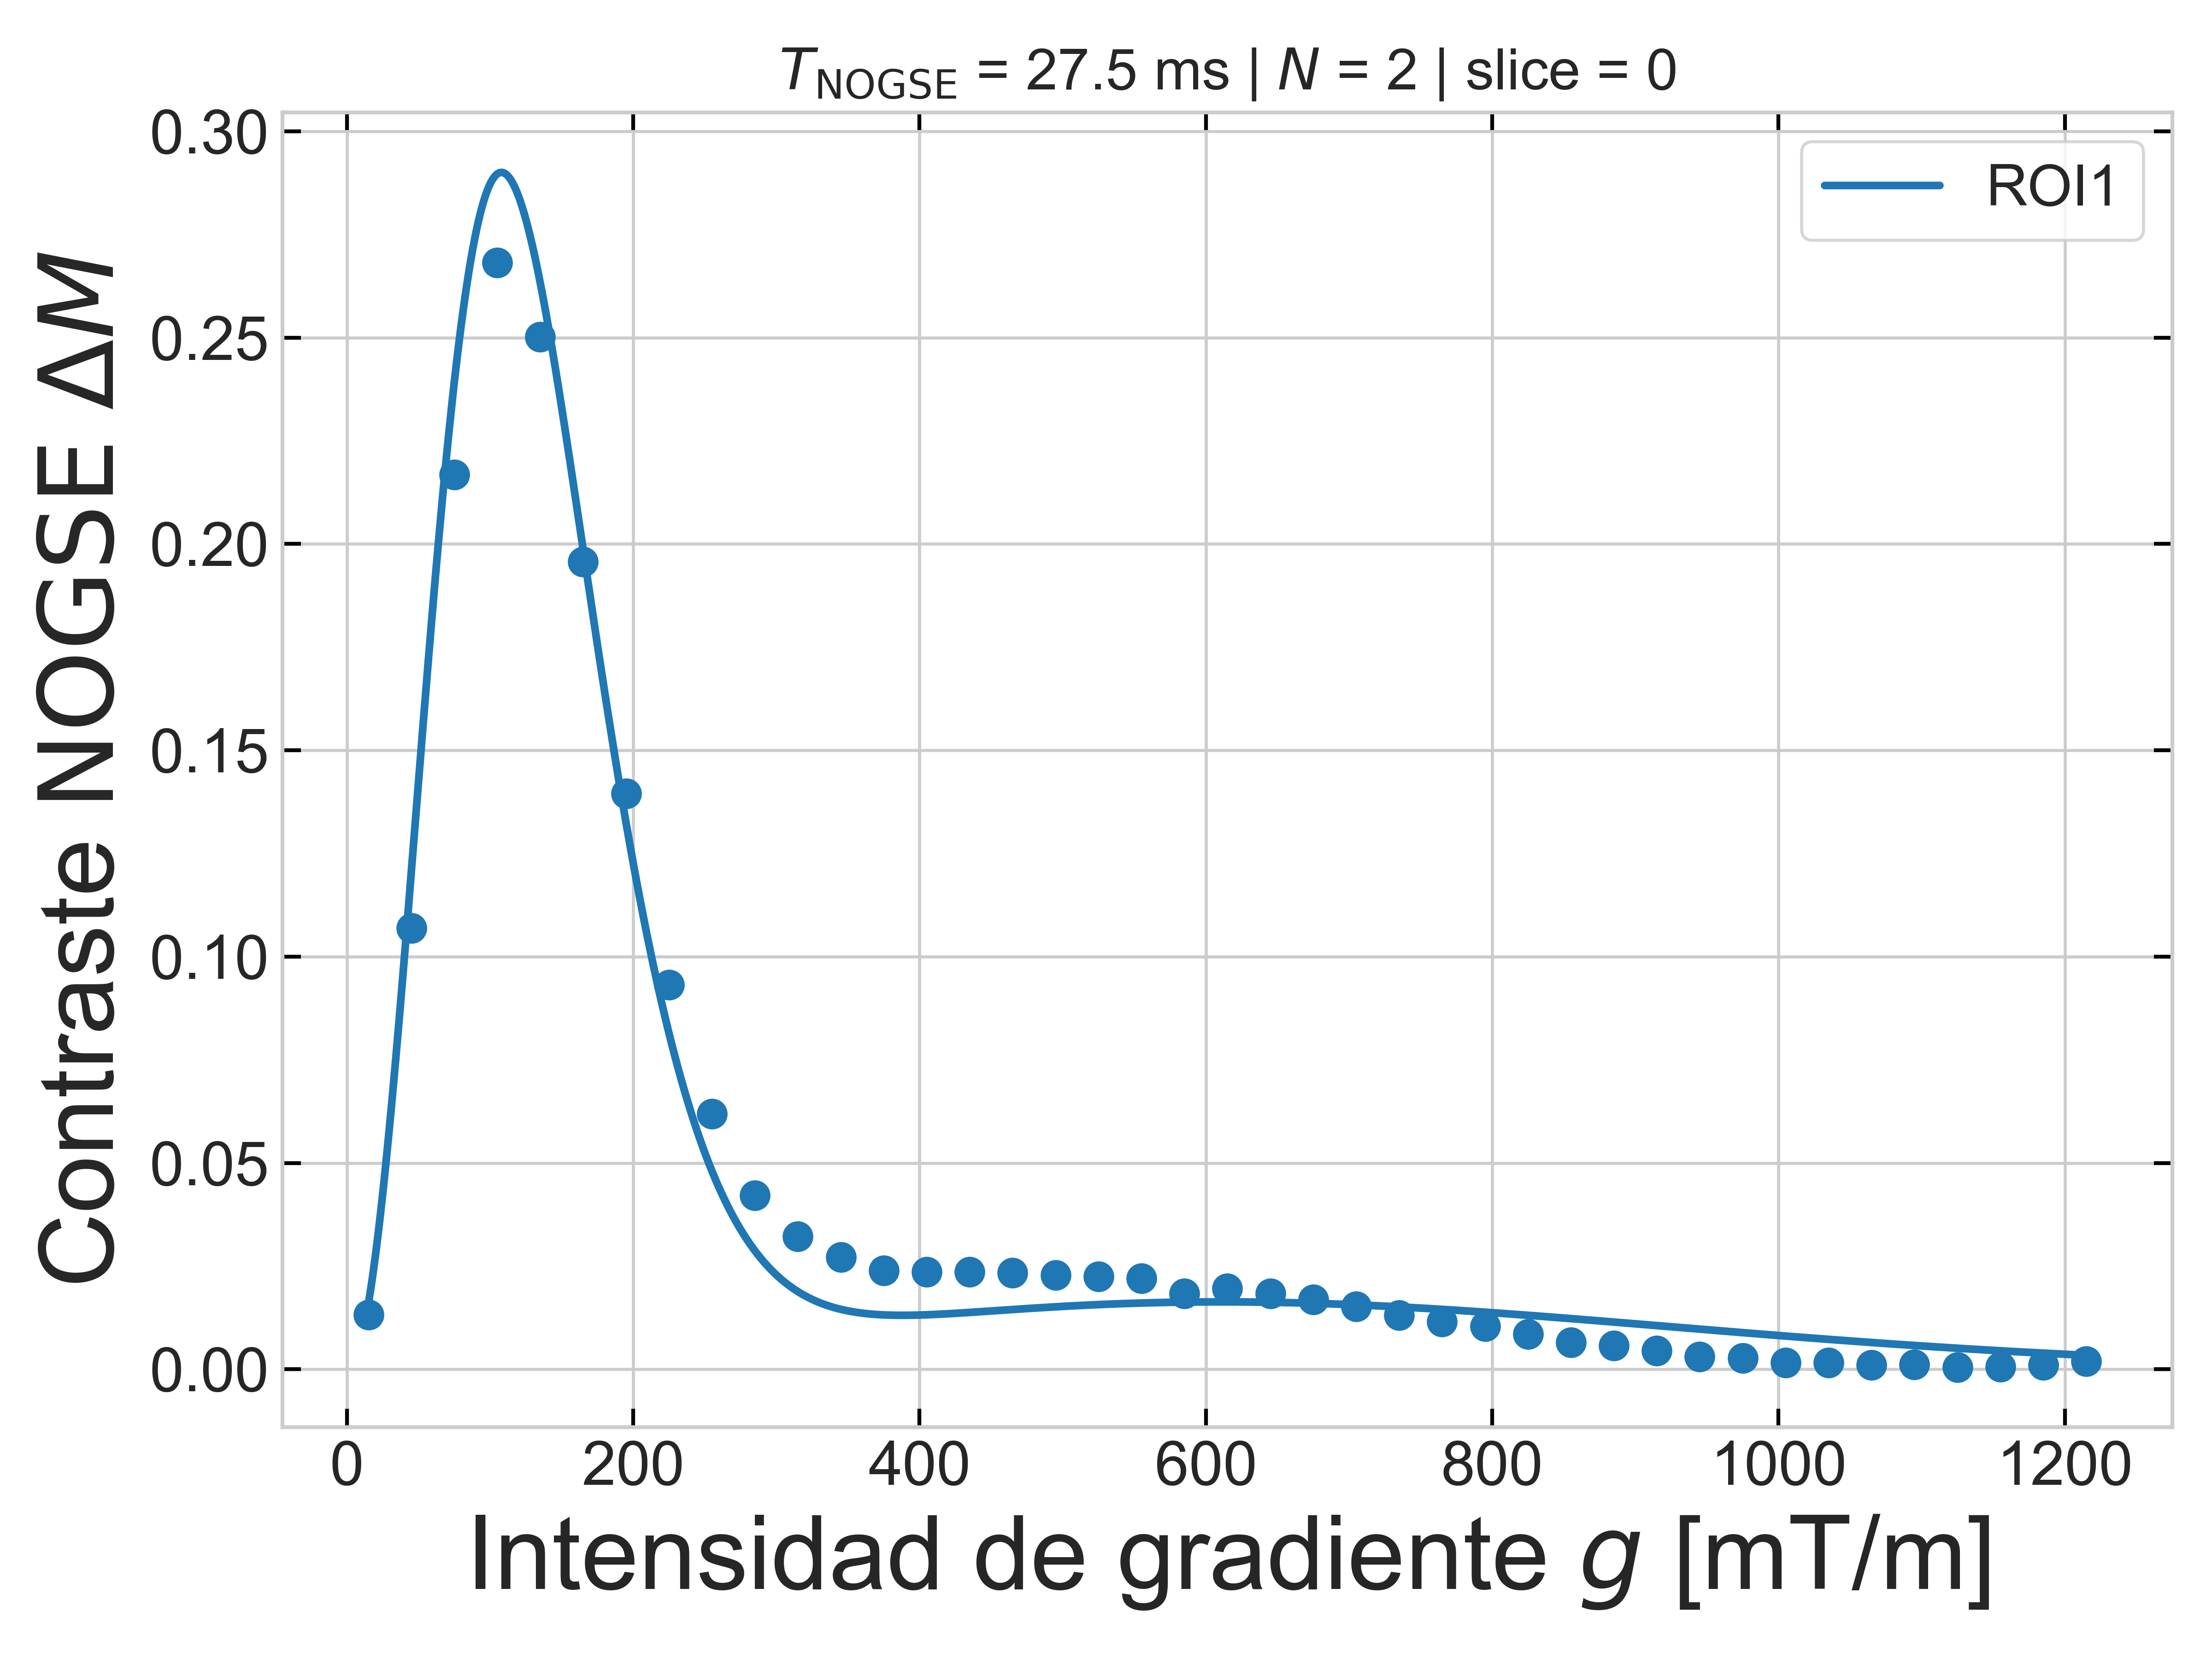 T_NOGSE = 27.5 ms | N = 2 | slice = 0
ROI1
Contraste NOGSE ΔM
0.30
0.25
0.20
0.15
0.10
0.05
0.00
0 200 400 600 800 1000 1200
Intensidad de gradiente g [mT/m]